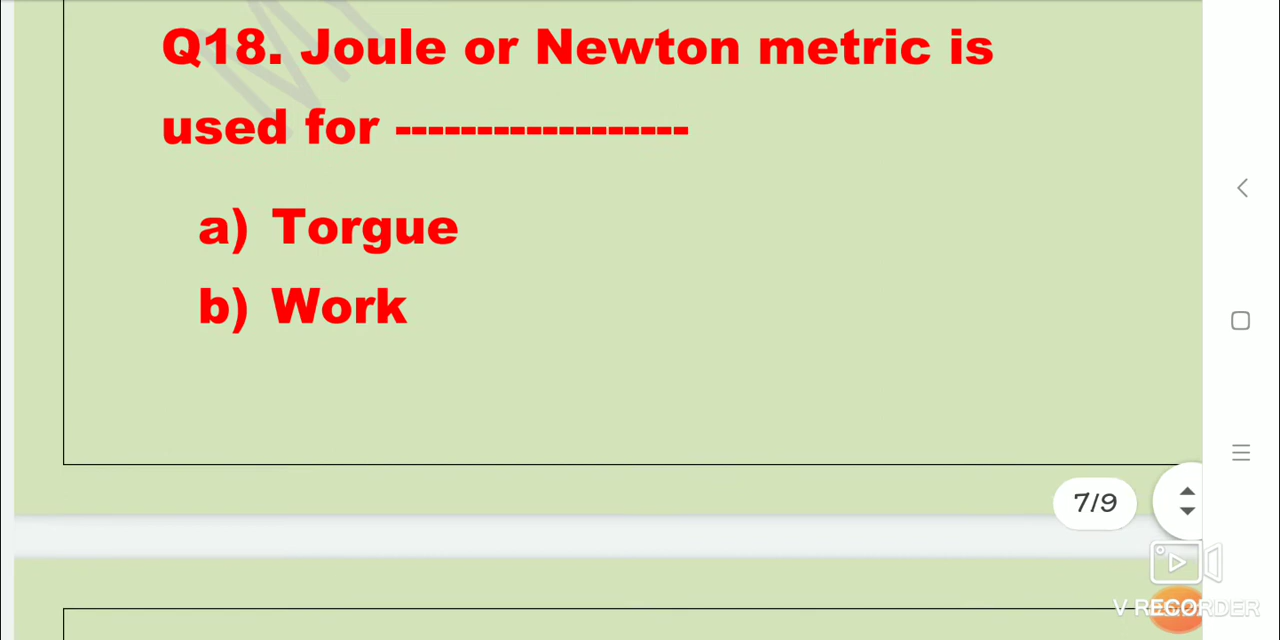 Q18. Joule or Newton metric is
used for ------------------
a) Torgue
b) Work
7/9
V RECORDER